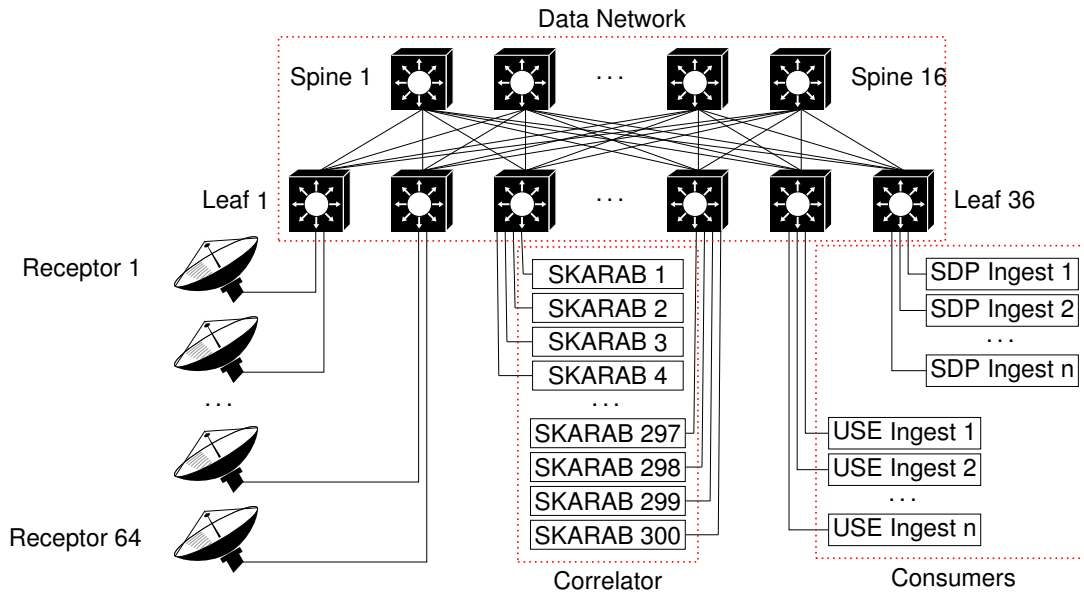 Data Network
Spine 1
. . .
Spine 16
Leaf 1
. . .
Leaf 36
Receptor 1
. . .
Receptor 64
SKARAB 1
SKARAB 2
SKARAB 3
SKARAB 4
. . .
SKARAB 297
SKARAB 298
SKARAB 299
SKARAB 300
Correlator
SDP Ingest 1
SDP Ingest 2
. . .
SDP Ingest n
USE Ingest 1
USE Ingest 2
. . .
USE Ingest n
Consumers